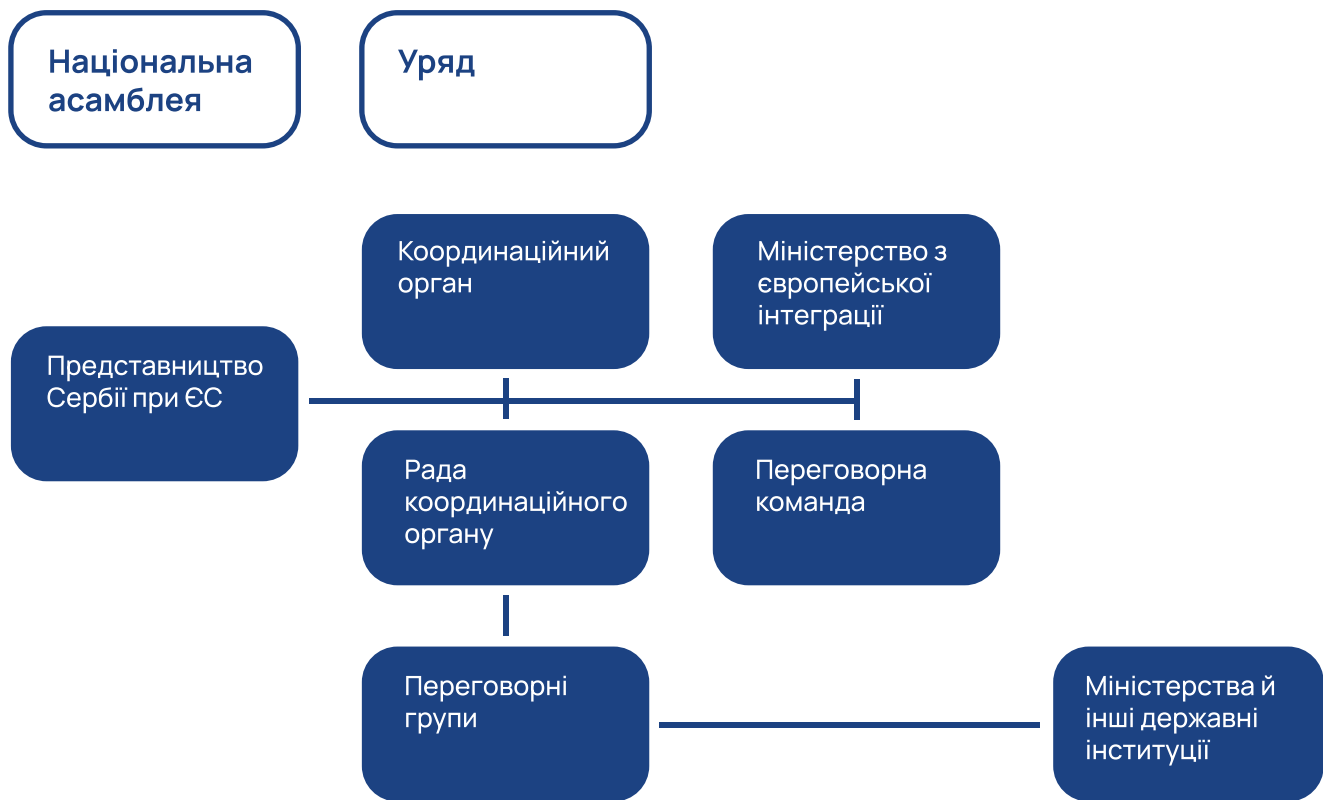 Національна
асамблея
Уряд
Координаційний
орган
Міністерство з
європейської
інтеграції
Представництво
Сербії при ЄС
Рада
координаційного
органу
Переговорна
команда
Переговорні
групи
Міністерства й
інші державні
інституції